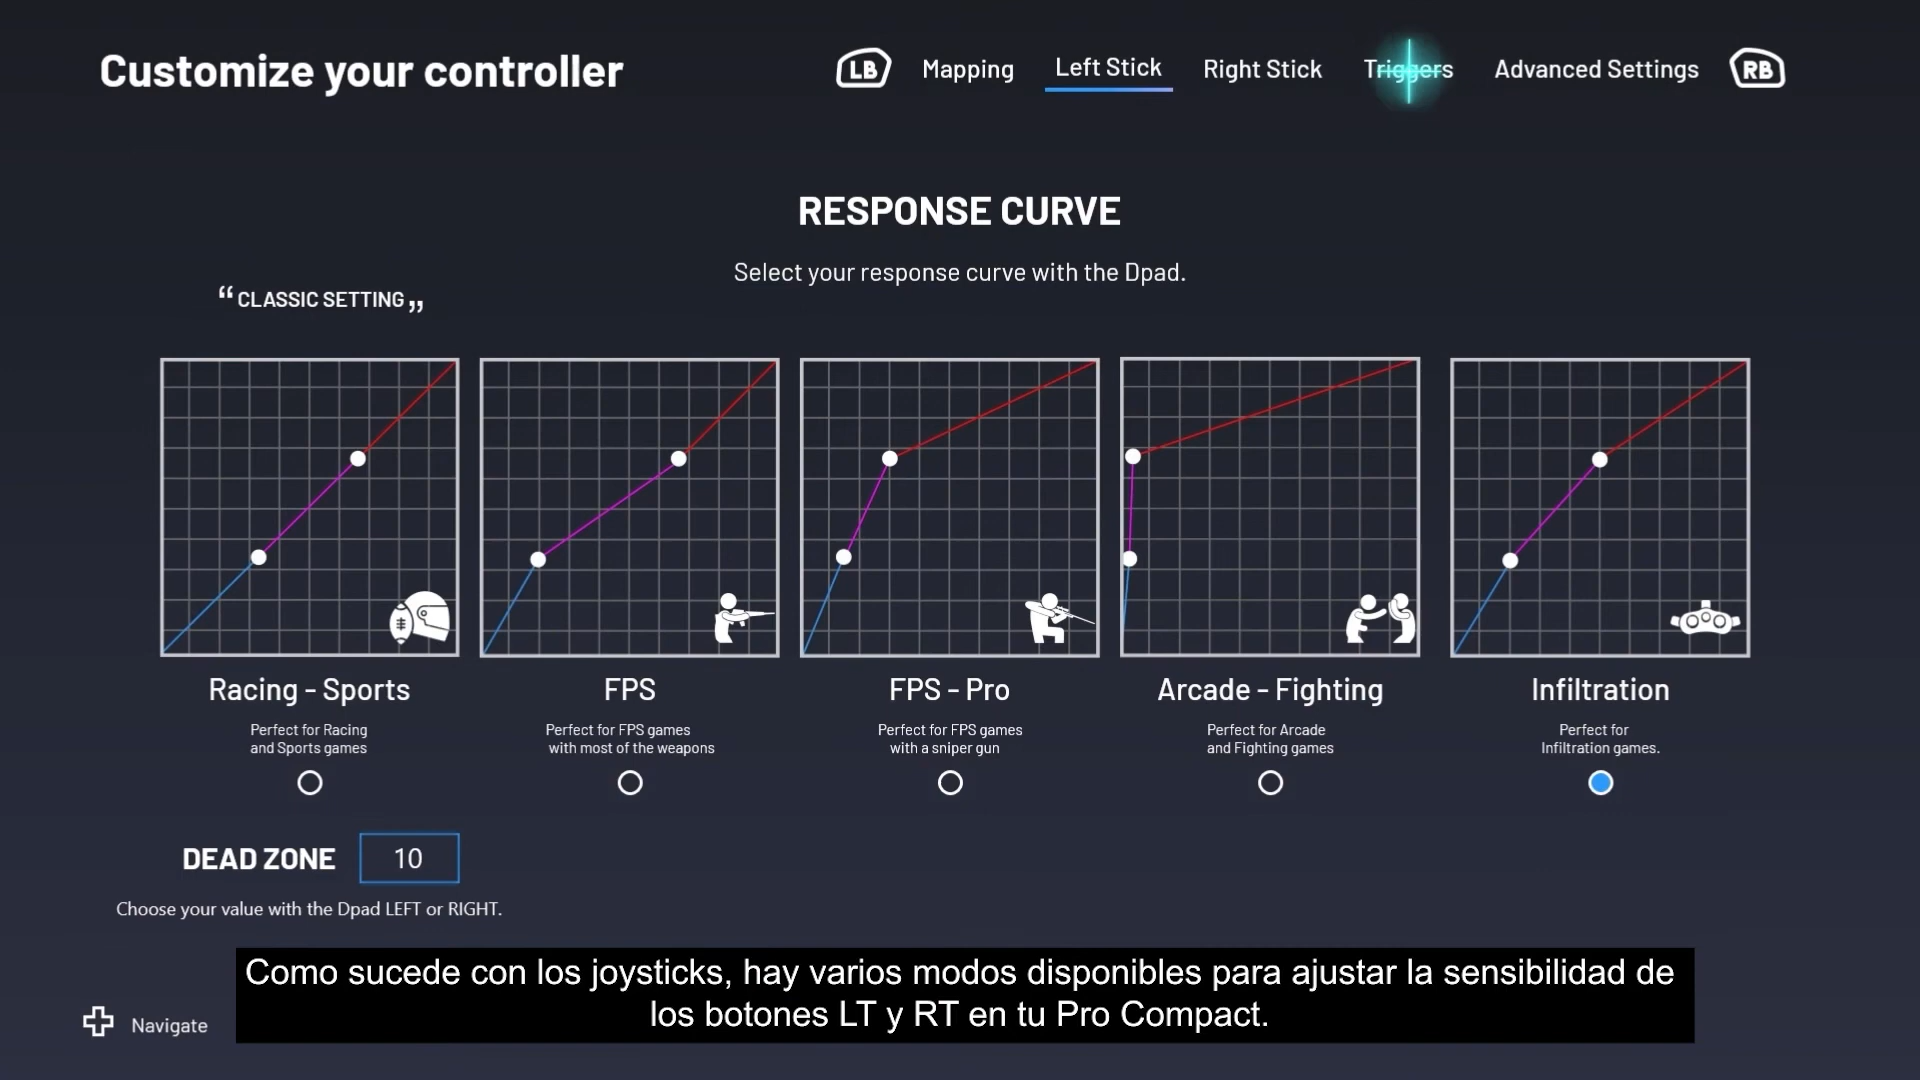 Customize your controller
LB Mapping Left Stick Right Stick Triggers Advanced Settings RB
RESPONSE CURVE
Select your response curve with the Dpad.
“CLASSIC SETTING„
Racing - Sports
Perfect for Racing
and Sports games
FPS
Perfect for FPS games
with most of the weapons
FPS - Pro
Perfect for FPS games
with a sniper gun
Arcade - Fighting
Perfect for Arcade
and Fighting games
Infiltration
Perfect for
Infiltration games.
DEAD ZONE 10
Choose your value with the Dpad LEFT or RIGHT.
Como sucede con los joysticks, hay varios modos disponibles para ajustar la sensibilidad de
los botones LT y RT en tu Pro Compact.
Navigate